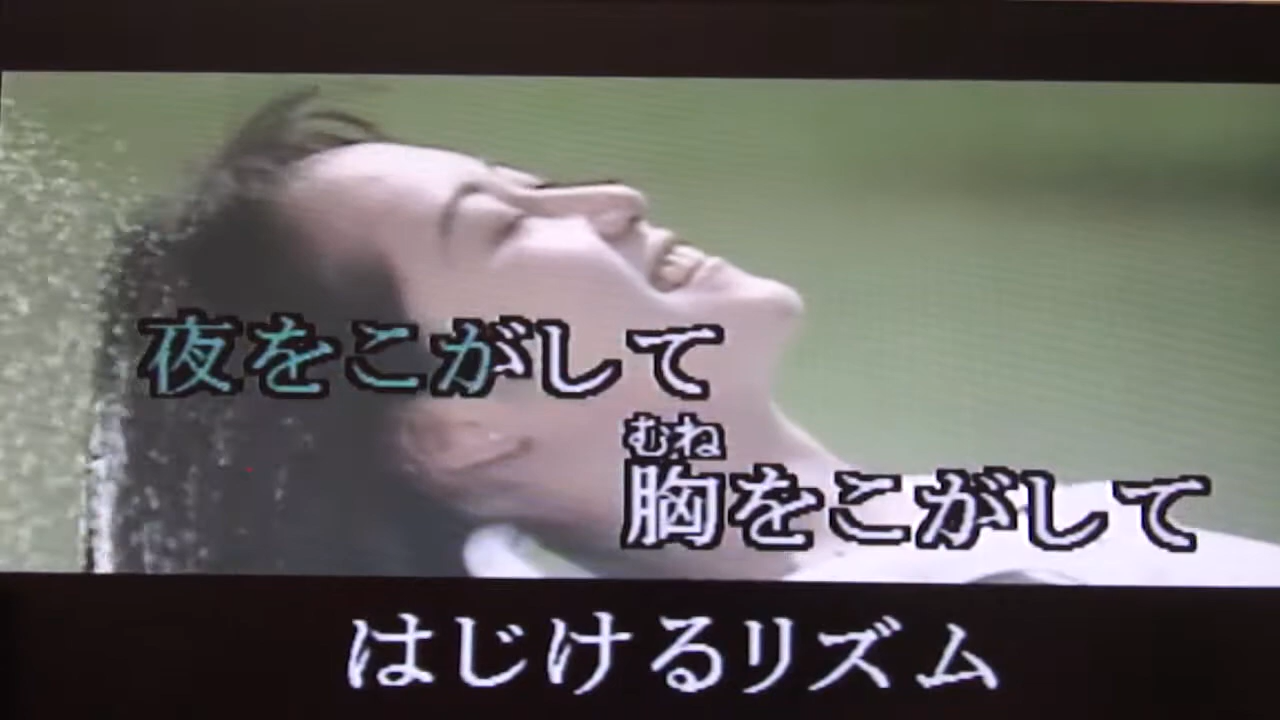 夜をこがして
むね
胸をこがして
はじけるリズム